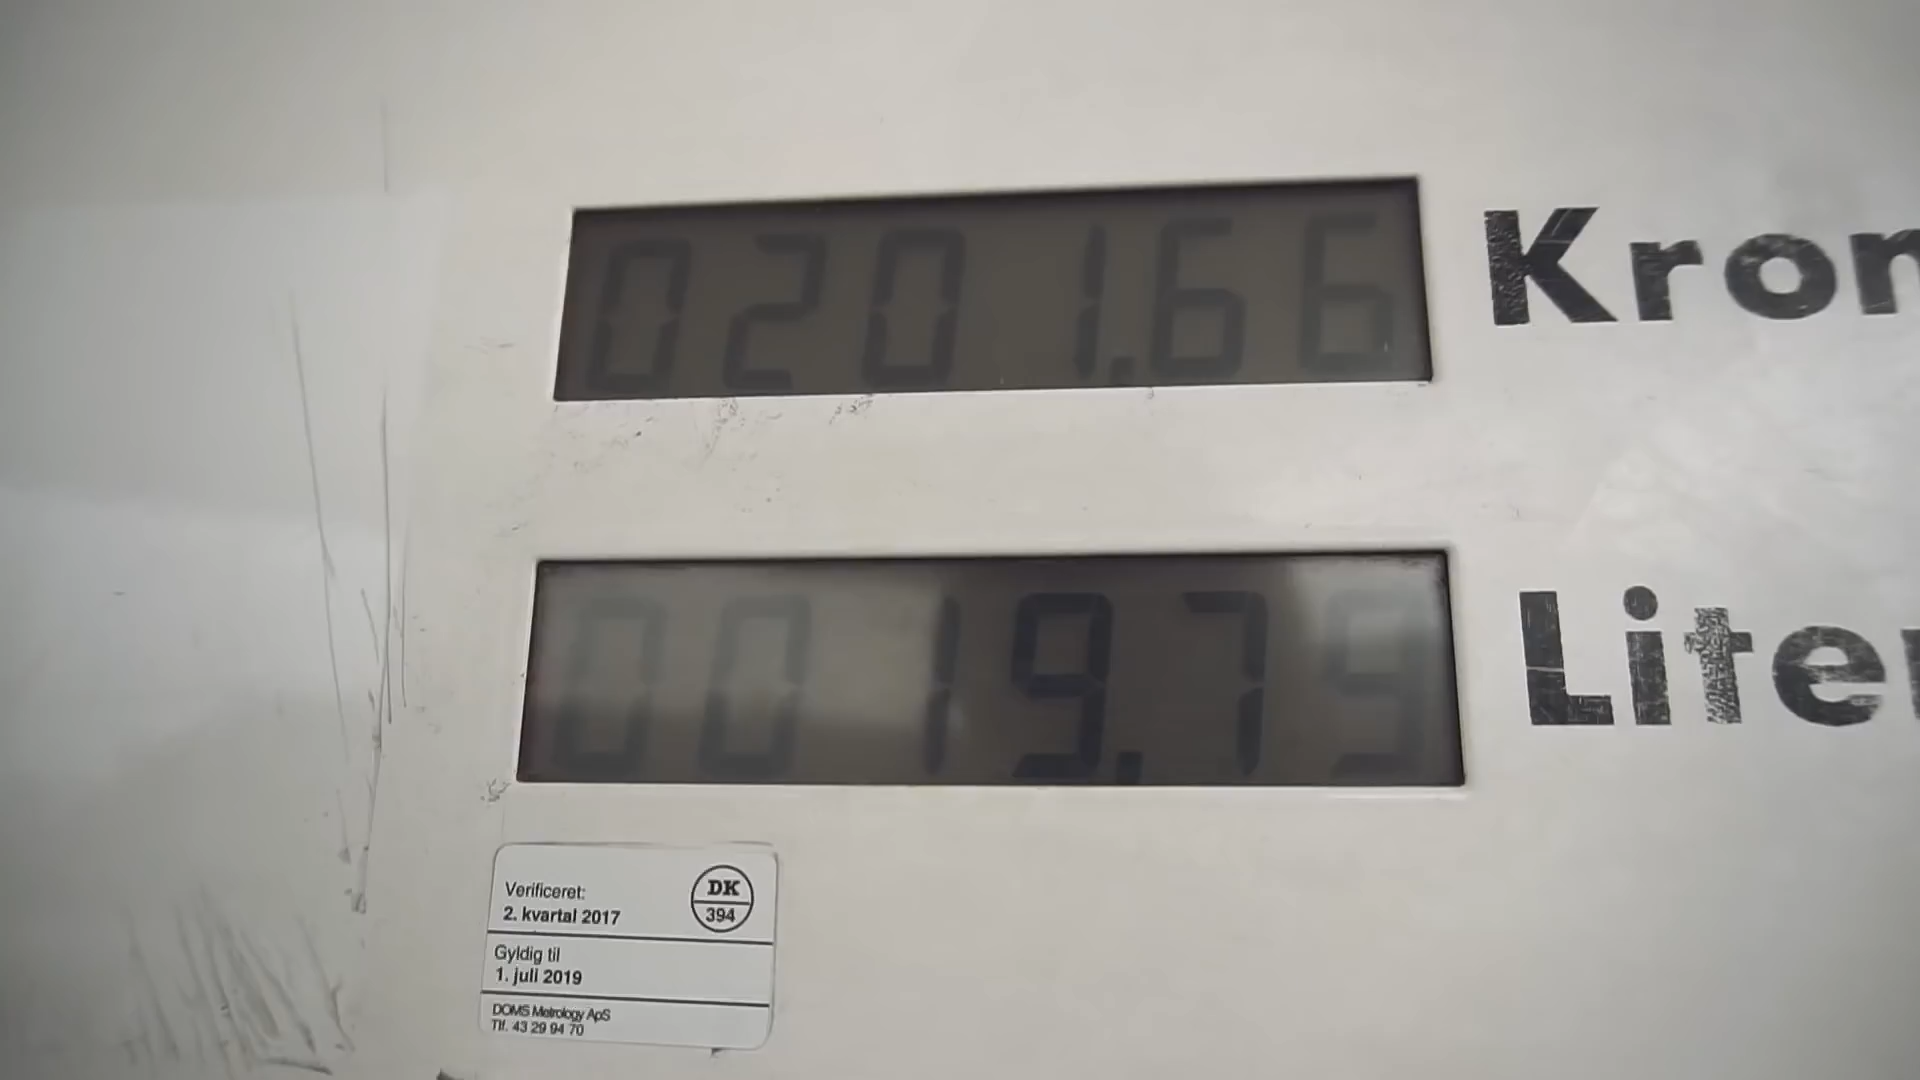 0201.66 Kron
0019.79 Liter
Verificeret:
2. kvartal 2017
DK
394
Gyldig til
1. juli 2019
DOMS Metrology ApS
Tlf. 43 29 94 70